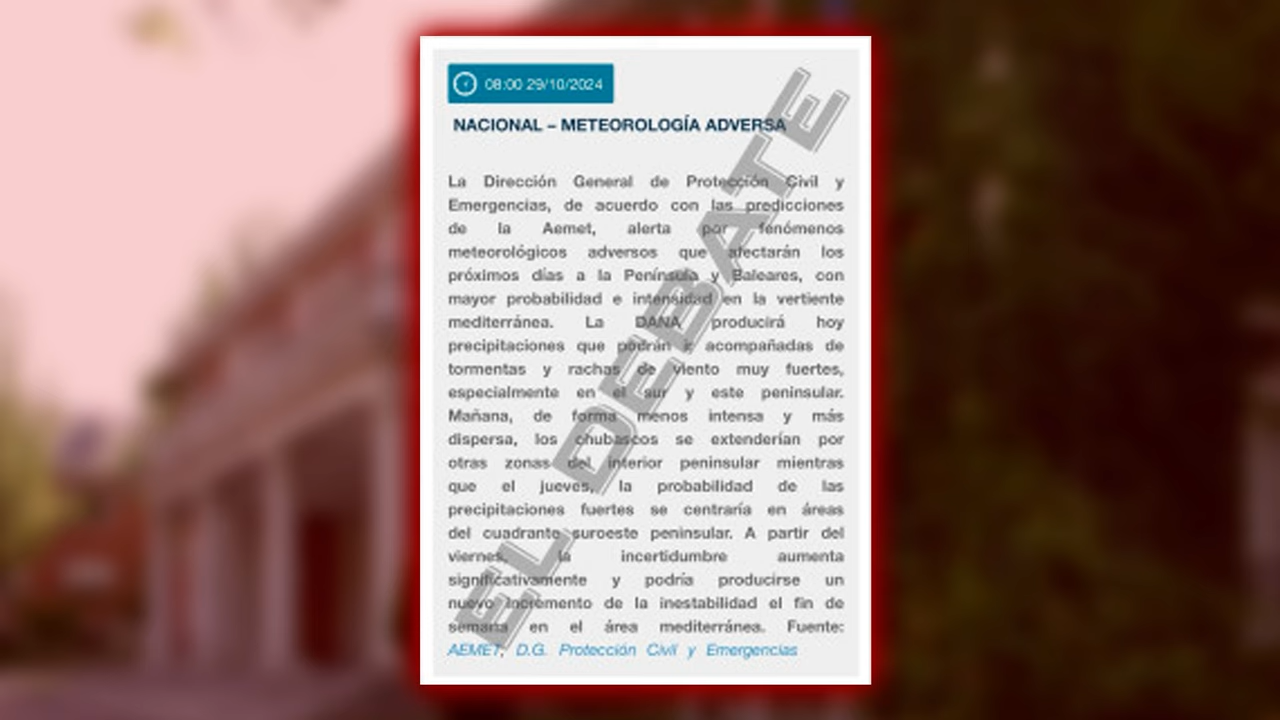 08:00 29/10/2024
NACIONAL – METEOROLOGÍA ADVERSA
La Dirección General de Protección Civil y
Emergencias, de acuerdo con las predicciones
de la Aemet, alerta por fenómenos
meteorológicos adversos que afectarán los
próximos días a la Península y Baleares, con
mayor probabilidad e intensidad en la vertiente
mediterránea. La DANA producirá hoy
precipitaciones que podrán ir acompañadas de
tormentas y rachas de viento muy fuertes,
especialmente en el sur y este peninsular.
Mañana, de forma menos intensa y más
dispersa, los chubascos se extenderían por
otras zonas del interior peninsular mientras
que el jueves, la probabilidad de las
precipitaciones fuertes se centraría en áreas
del cuadrante suroeste peninsular. A partir del
viernes, la incertidumbre aumenta
significativamente y podría producirse un
nuevo incremento de la inestabilidad el fin de
semana en el área mediterránea. Fuente:
AEMET, D.G. Protección Civil y Emergencias
EL DEBATE